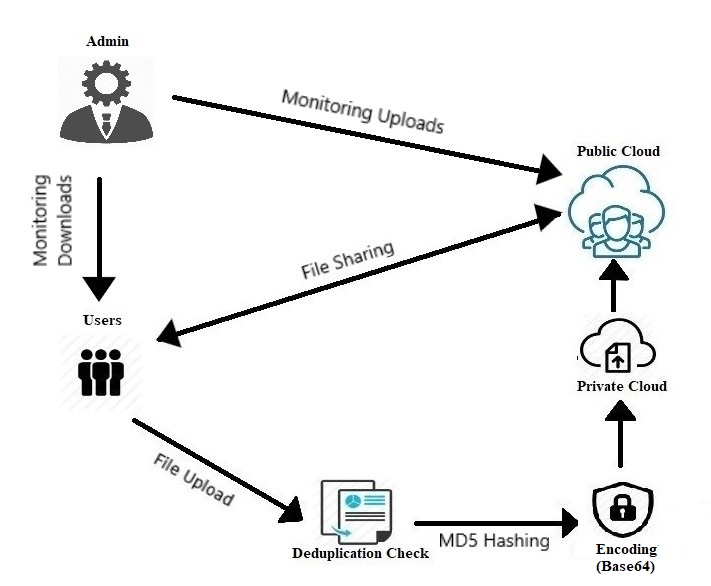 Admin
Monitoring Uploads
Public Cloud
Monitoring
Downloads
File Sharing
Users
Private Cloud
File Upload
Deduplication Check
MD5 Hashing
Encoding
(Base64)